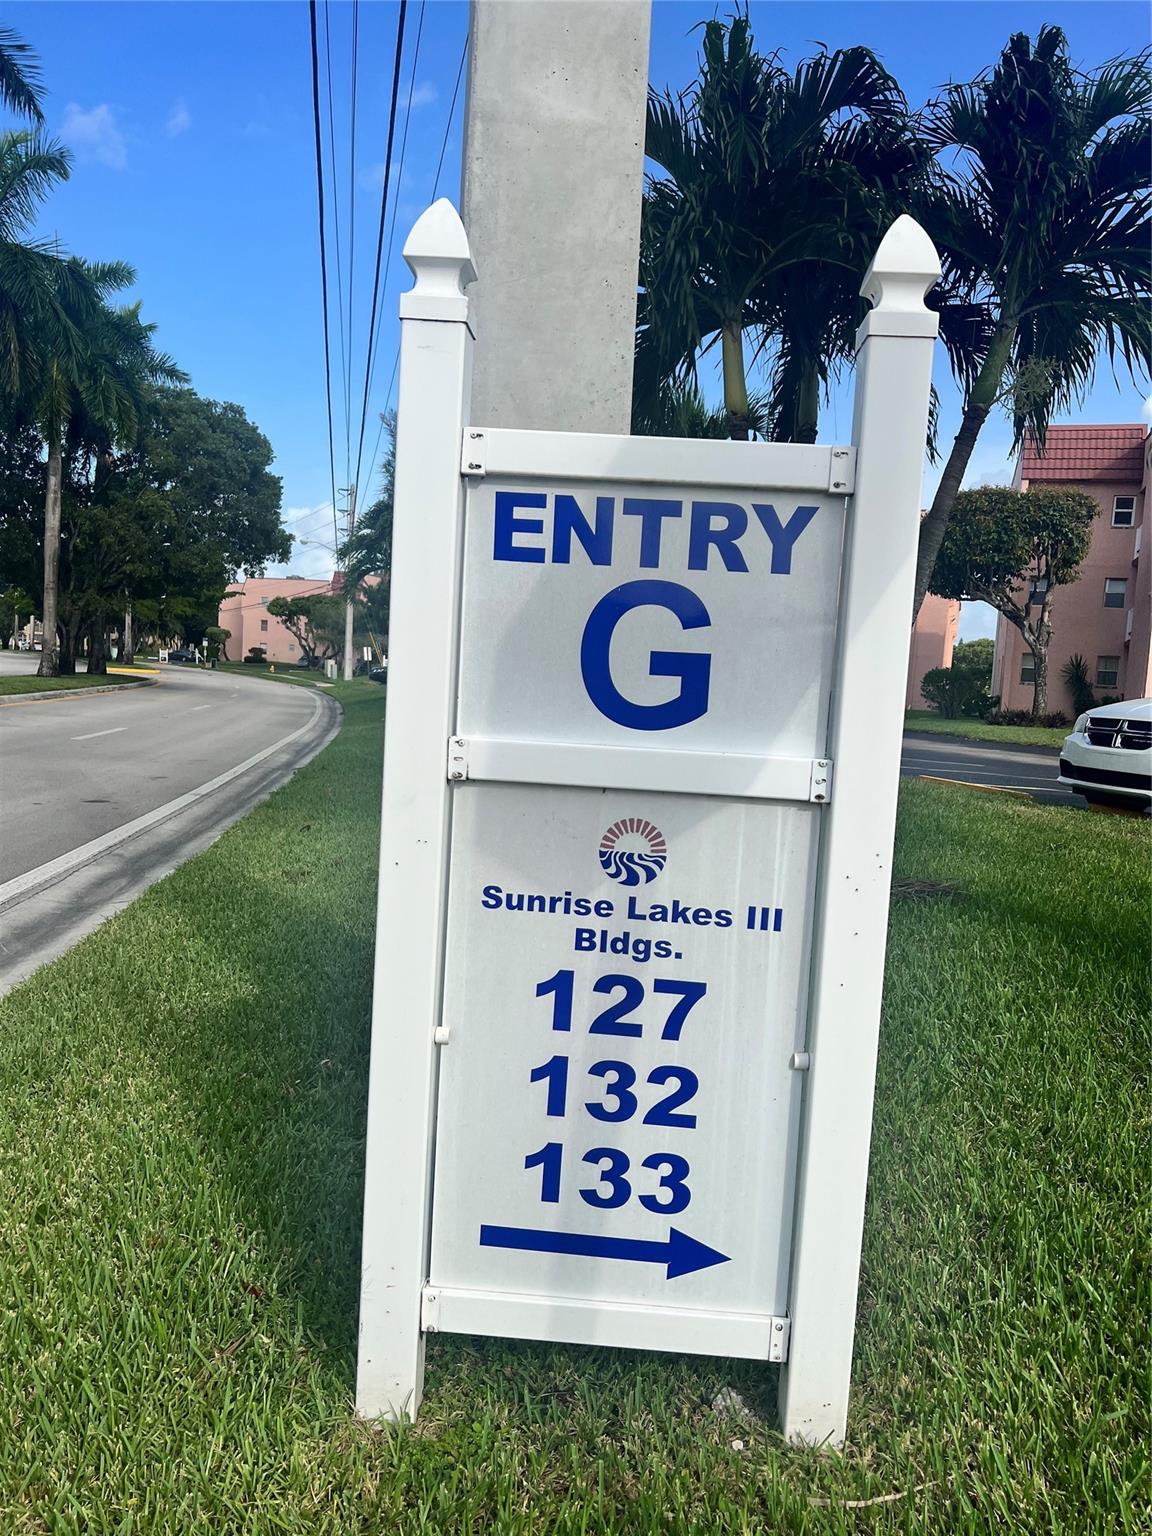 ENTRY
G
Sunrise Lakes III
Bldgs.
127
132
133